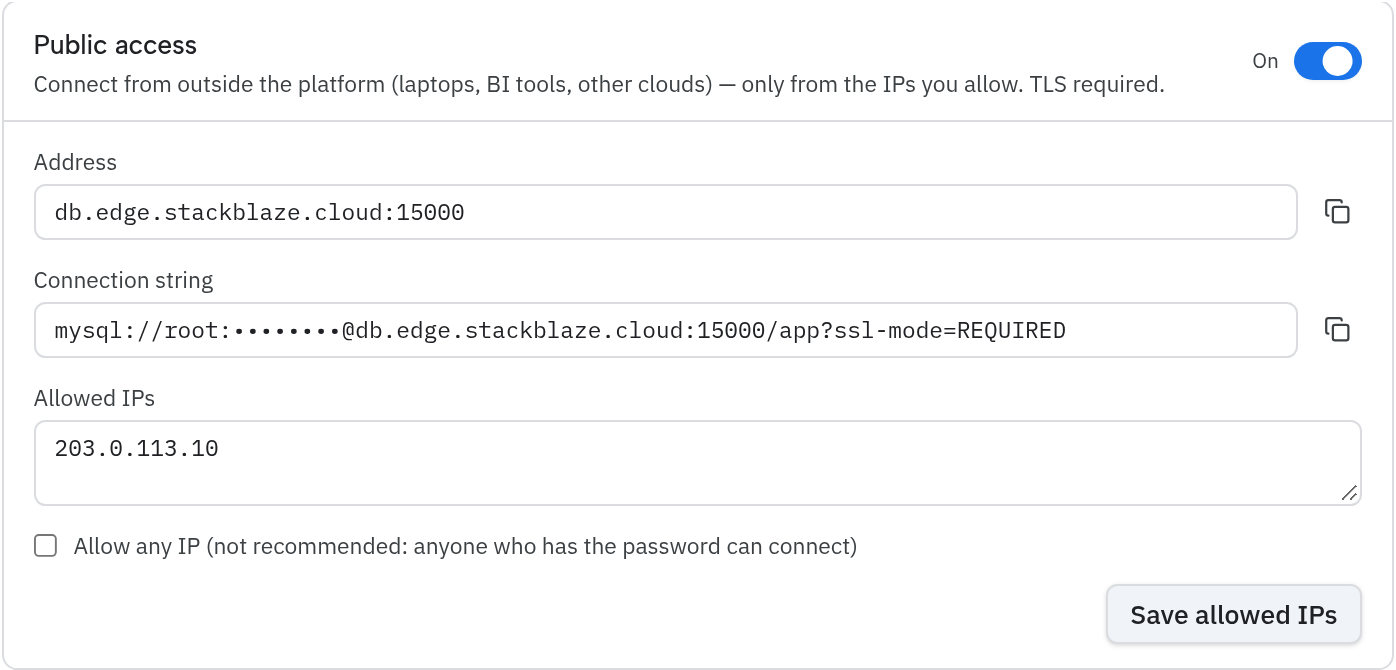 Public access
On
Connect from outside the platform (laptops, BI tools, other clouds) — only from the IPs you allow. TLS required.
Address
db.edge.stackblaze.cloud:15000
Connection string
mysql://root:••••••••@db.edge.stackblaze.cloud:15000/app?ssl-mode=REQUIRED
Allowed IPs
203.0.113.10
Allow any IP (not recommended: anyone who has the password can connect)
Save allowed IPs